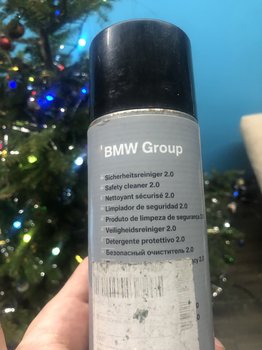 BMW Group
Sicherheitsreiniger 2.0
Safety cleaner 2.0
Nettoyant sécurisé 2.0
Limpiador de seguridad 2.0
Produto de limpeza de seguranca 2.0
Veiligheidsreiniger 2.0
Detergente protettivo 2.0
Безопасный очиститель 2.0